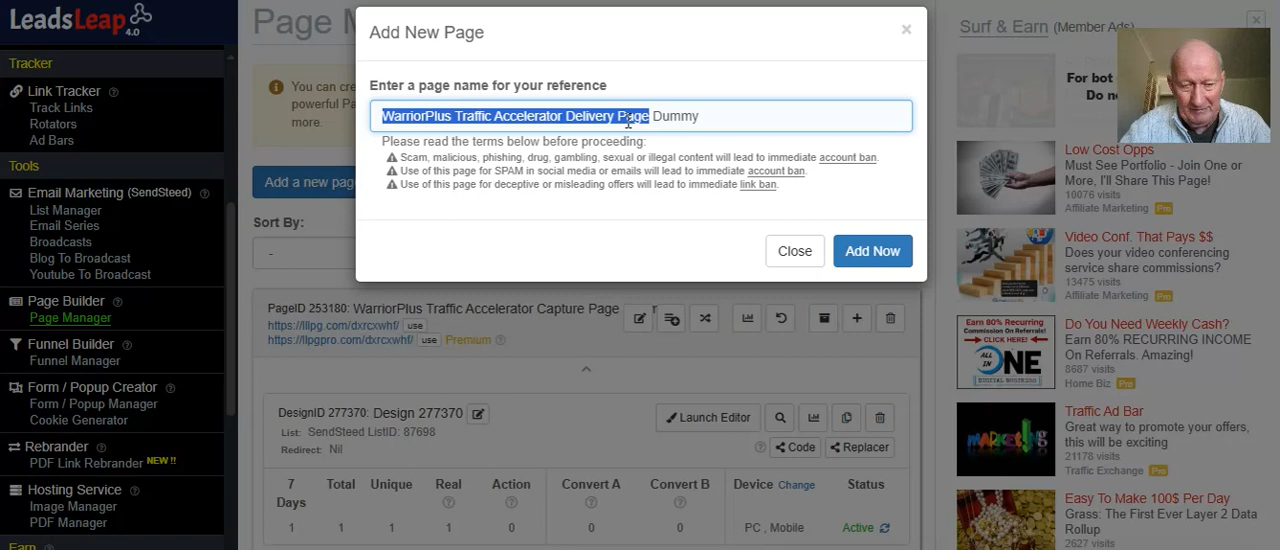 LeadsLeap
4.0
Tracker
Link Tracker
Track Links
Rotators
Ad Bars
Tools
Email Marketing (SendSteed)
List Manager
Email Series
Broadcasts
Blog To Broadcast
Youtube To Broadcast
Page Builder
Page Manager
Funnel Builder
Funnel Manager
Form / Popup Creator
Form / Popup Manager
Cookie Generator
Rebrander
PDF Link Rebrander NEW !!
Hosting Service
Image Manager
PDF Manager
Earn
Page M
You can cre
powerful Pa
more.
Add a new page
Sort By:
-
Add New Page
×
Enter a page name for your reference
WarriorPlus Traffic Accelerator Delivery Page Dummy
Please read the terms below before proceeding:
Scam, malicious, phishing, drug, gambling, sexual or illegal content will lead to immediate account ban.
Use of this page for SPAM in social media or emails will lead to immediate account ban.
Use of this page for deceptive or misleading offers will lead to immediate link ban.
Close
Add Now
PageID 253180: WarriorPlus Traffic Accelerator Capture Page
https://lllpg.com/dxrcxwhf/ use
https://llpgpro.com/dxrcxwhf/ use Premium
DesignID 277370: Design 277370
List: SendSteed ListID: 87698
Redirect: Nil
Launch Editor
Code
Replacer
7 Days Total Unique Real Action Convert A Convert B Device Change Status
1 1 1 1 0 0 0 PC , Mobile Active
Surf & Earn (Member Ads)
For bot
Do ne
Low Cost Offers
Must See Portfolio - Join One or
More, I'll Share This Page!
10076 visits
Affiliate Marketing Pro
Video Conf. That Pays $$
Does your video conferencing
service share commissions?
13475 visits
Affiliate Marketing Pro
Earn 80% Recurring
Commission On Referrals.
CLICK HERE!
ALL IN ONE
DIGITAL BUSINESS
Do You Need Weekly Cash?
Earn 80% RECURRING INCOME
On Referrals. Amazing!
8687 visits
Home Biz Pro
MARKETING
Traffic Ad Bar
Great way to promote your offers,
this will be exciting
21178 visits
Traffic Exchange Pro
Easy To Make 100$ Per Day
Grass: The First Ever Layer 2 Data
Rollup
2627 visits